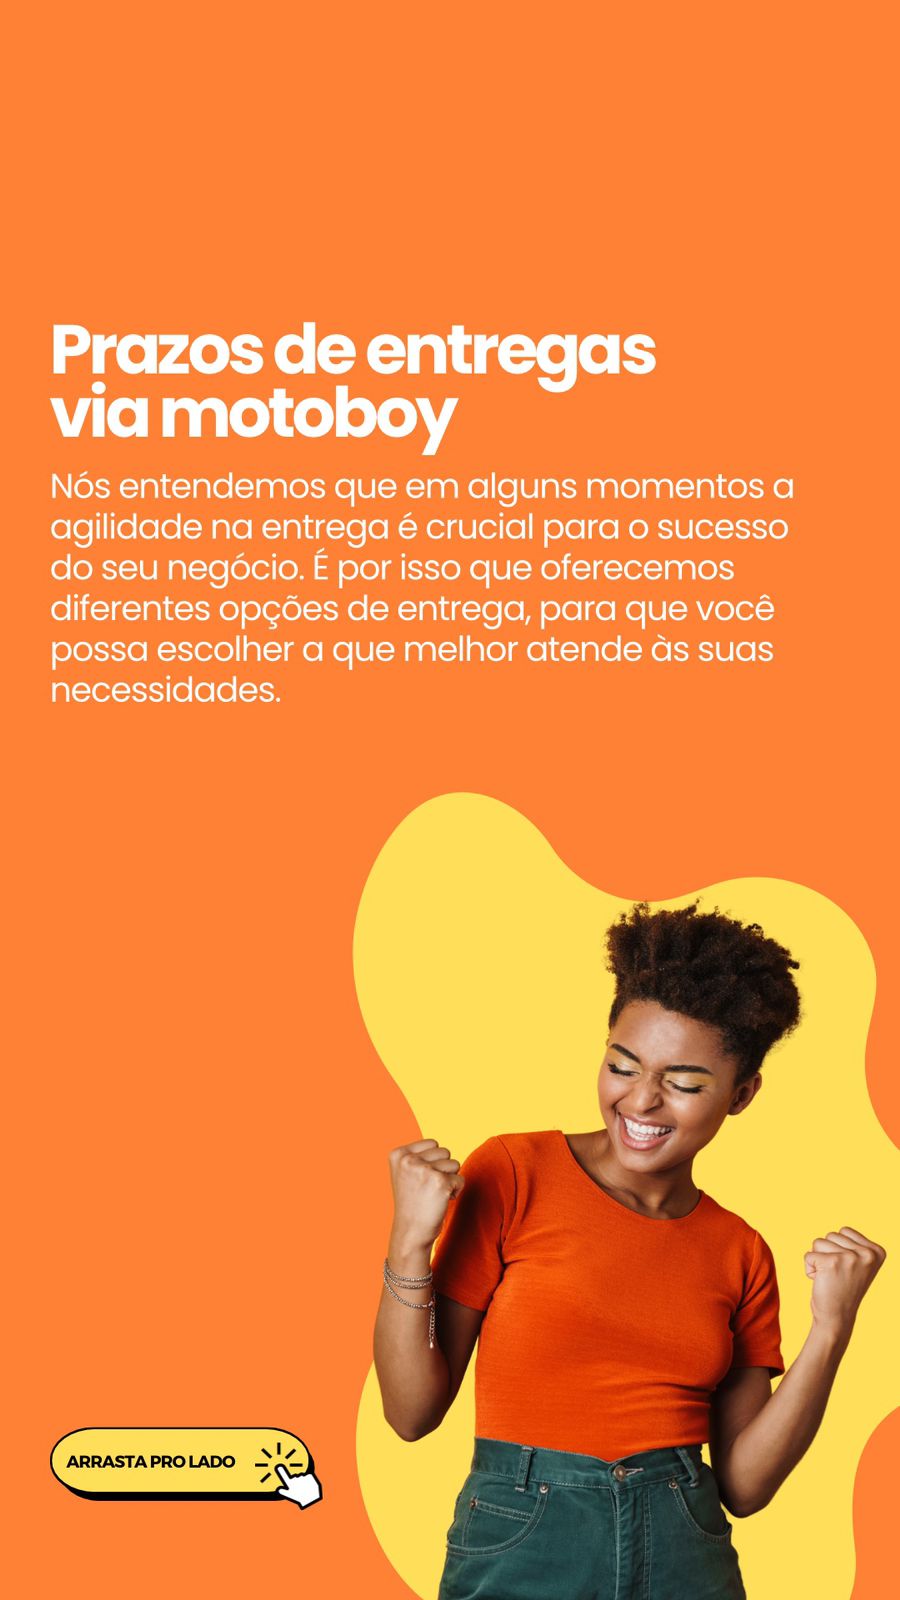 Prazos de entregas
via motoboy
Nós entendemos que em alguns momentos a
agilidade na entrega é crucial para o sucesso
do seu negócio. É por isso que oferecemos
diferentes opções de entrega, para que você
possa escolher a que melhor atende às suas
necessidades.
ARRASTA PRO LADO